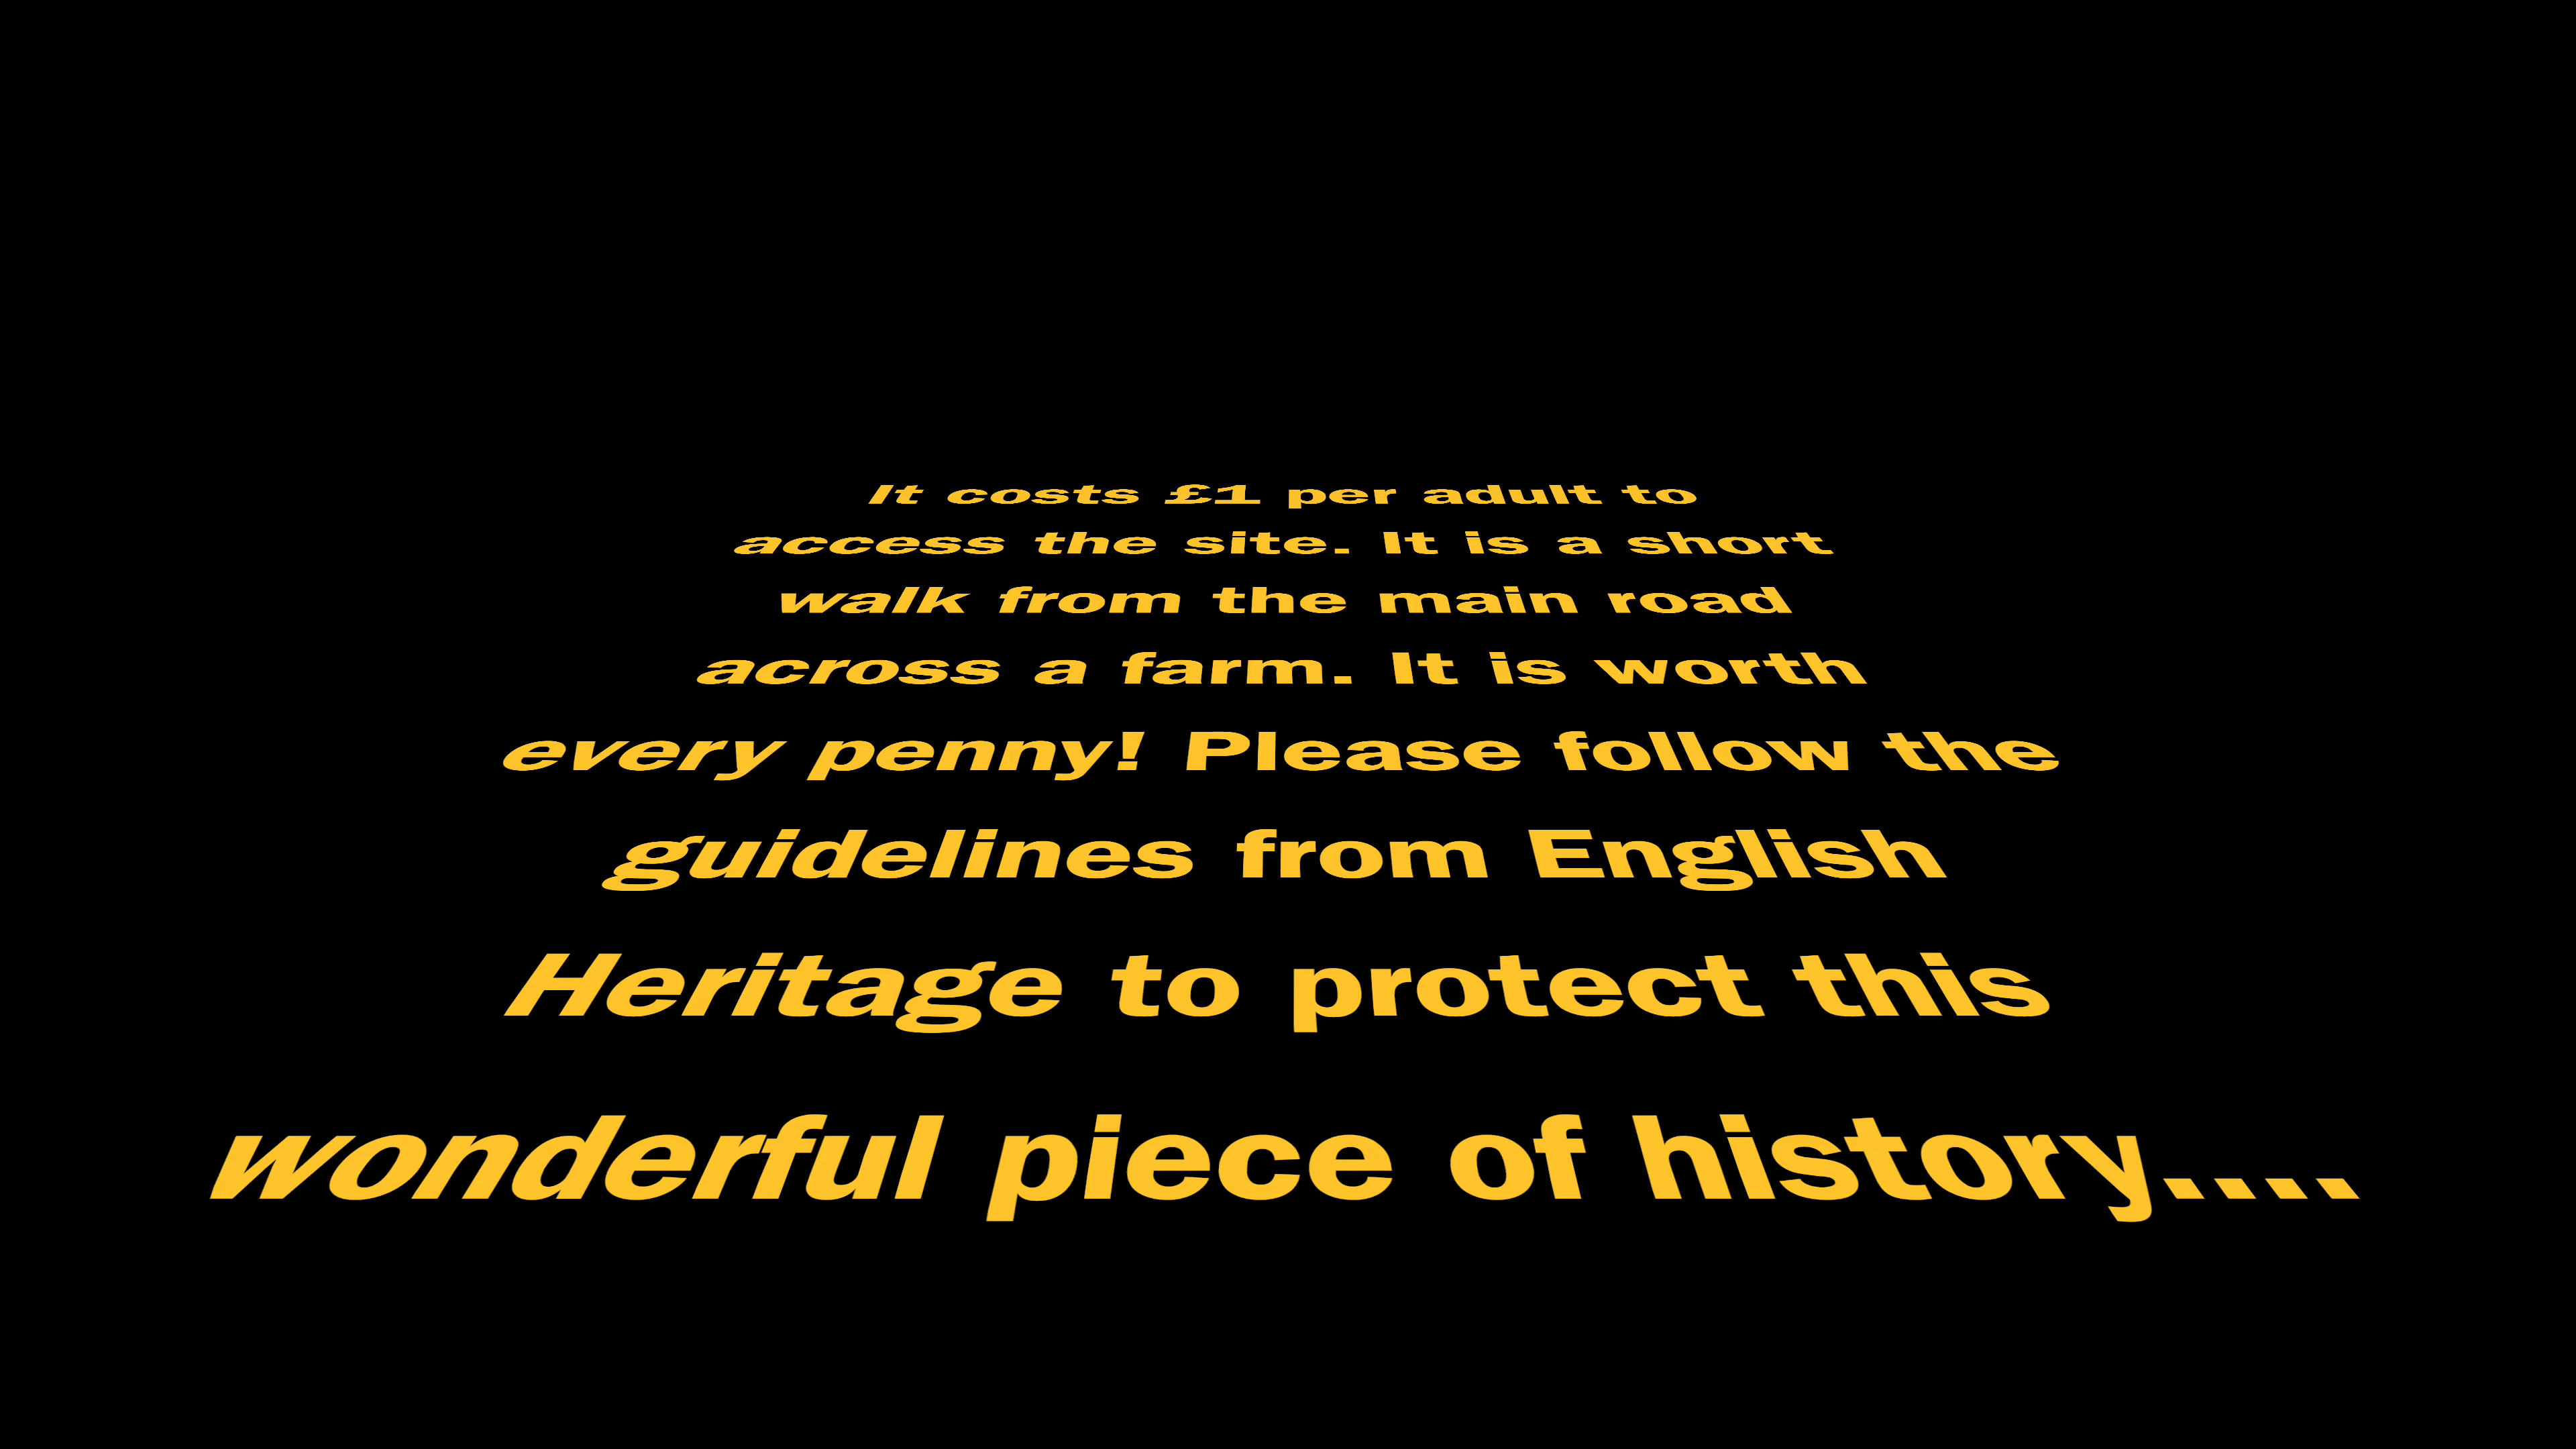 It costs £1 per adult to
access the site. It is a short
walk from the main road
across a farm. It is worth
every penny! Please follow the
guidelines from English
Heritage to protect this
wonderful piece of history....